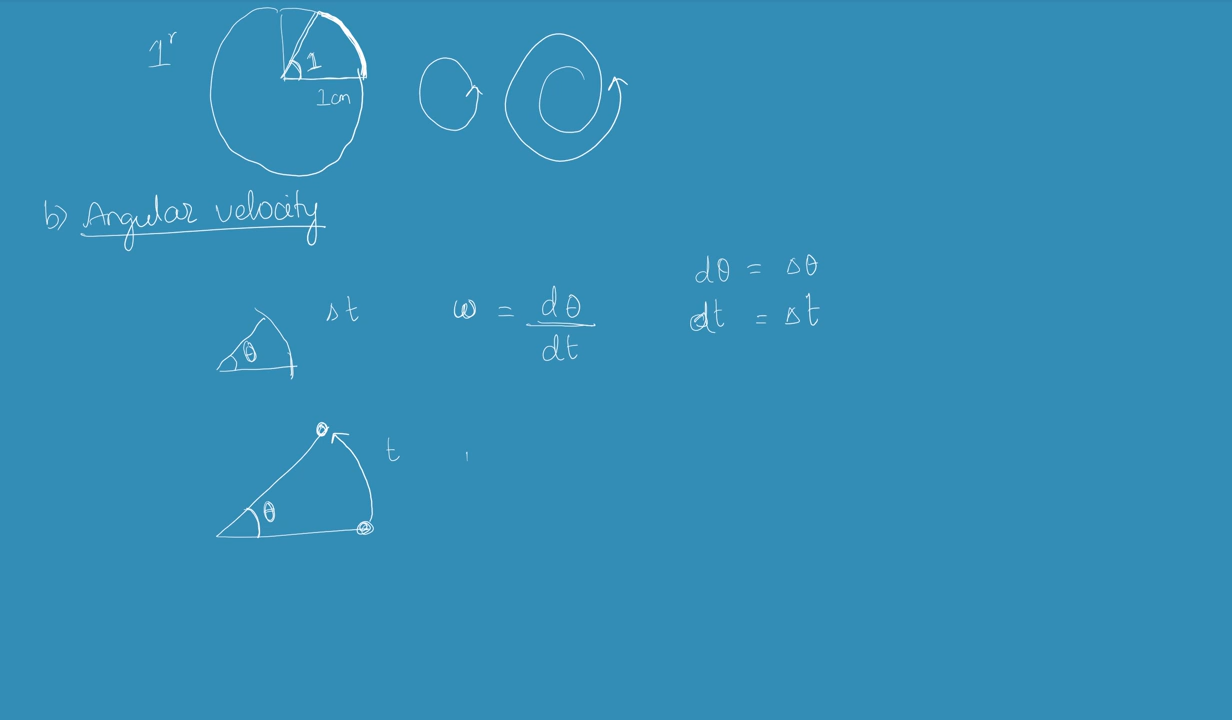 1ʳ
1
1cm
b) Angular velocity
dθ = Δθ
Δt
ω = dθ/dt
dt = Δt
θ
t
θ